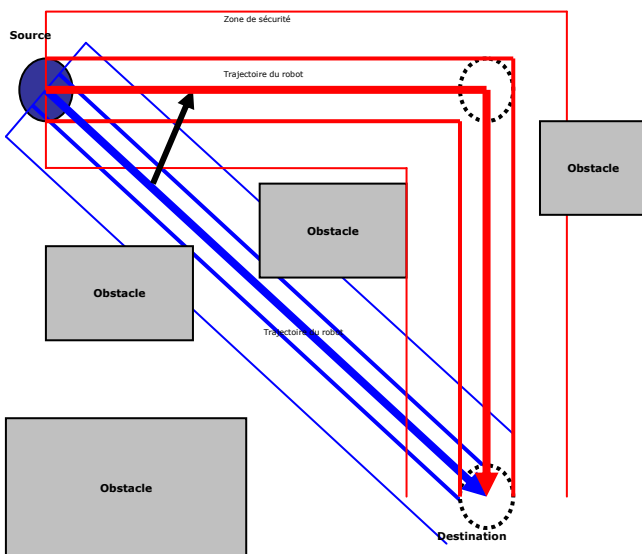 Zone de sécurité
Source
Trajectoire du robot
Obstacle
Obstacle
Obstacle
Trajectoire du robot
Obstacle
Destination